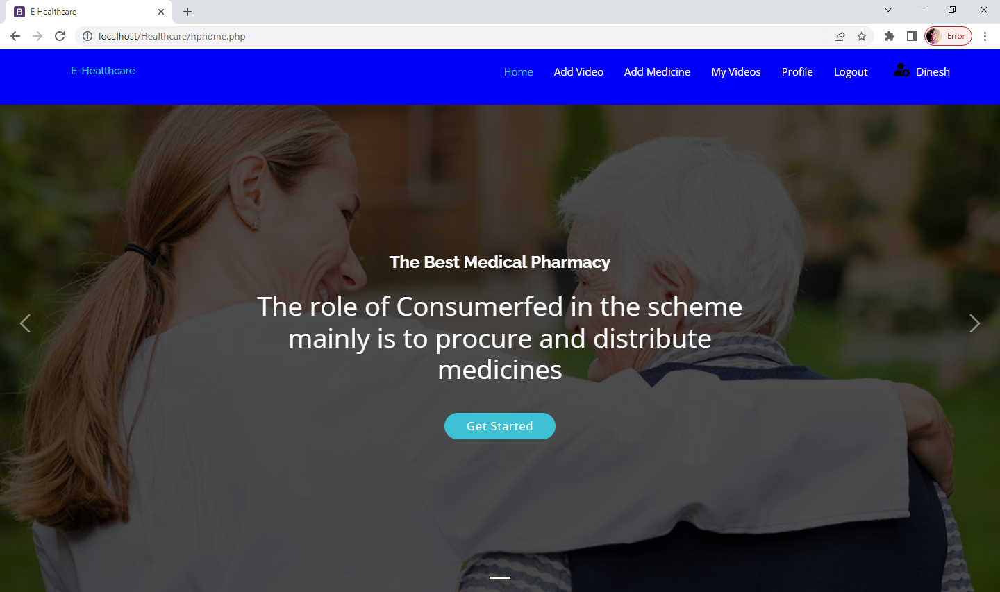 E Healthcare
localhost/Healthcare/hphome.php
Error
E-Healthcare
Home Add Video Add Medicine My Videos Profile Logout Dinesh
The Best Medical Pharmacy
The role of Consumerfed in the scheme
mainly is to procure and distribute
medicines
Get Started